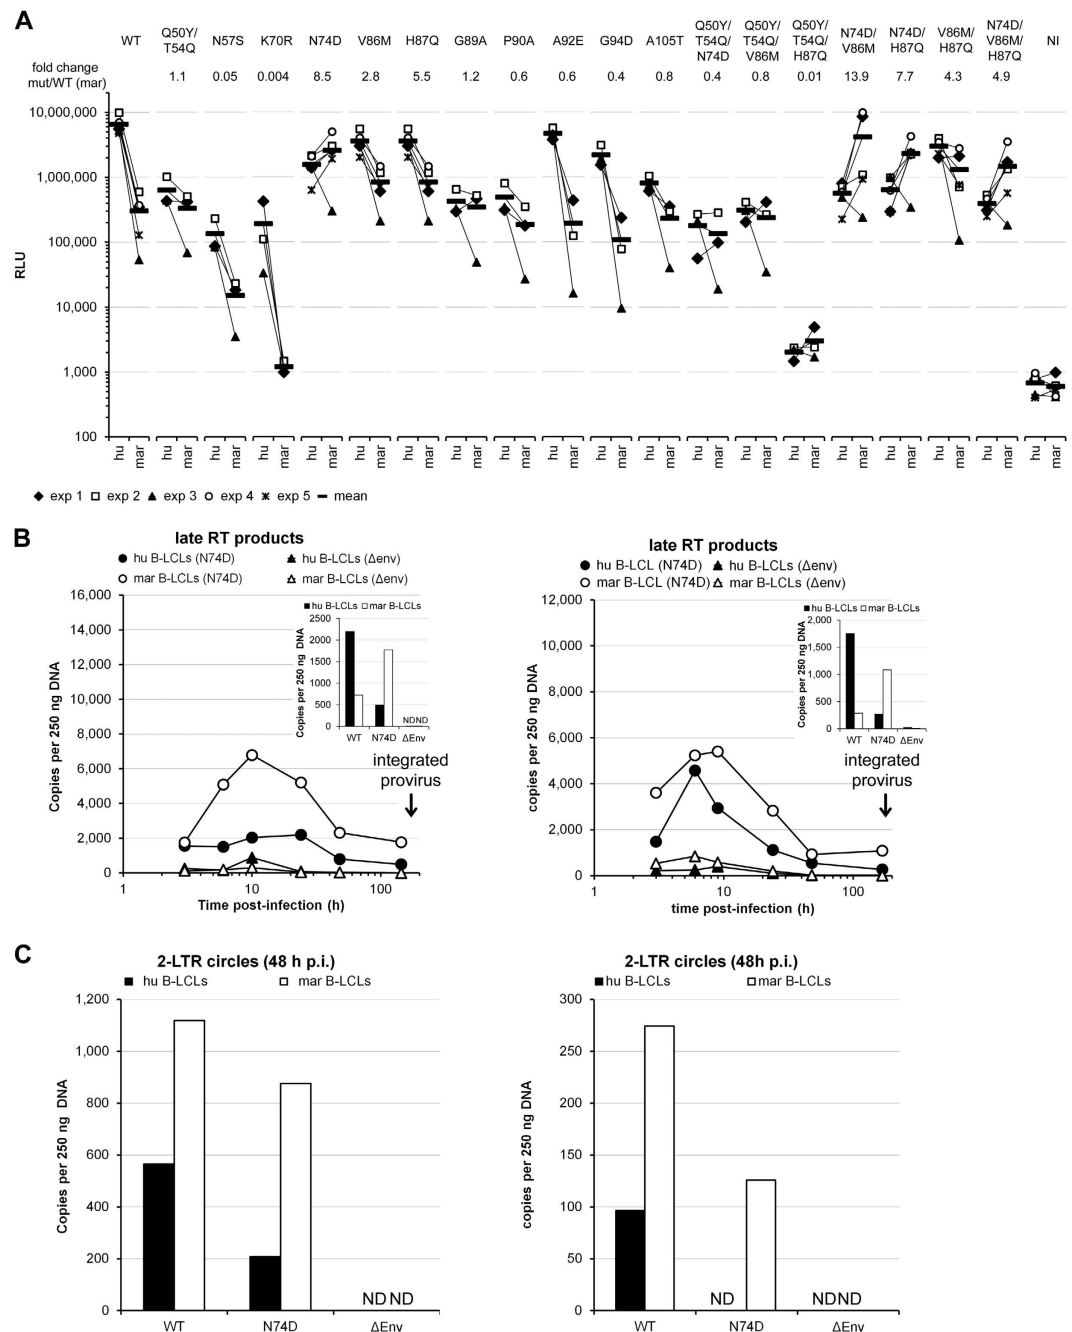 A
WT Q50Y/T54Q N57S K70R N74D V86M H87Q G89A P90A A92E G94D A105T Q50Y/T54Q/N74D Q50Y/T54Q/V86M Q50Y/T54Q/H87Q N74D/V86M N74D/H87Q V86M/H87Q N74D/V86M/H87Q NI
fold change
mut/WT (mar) 1.1 0.05 0.004 8.5 2.8 5.5 1.2 0.6 0.6 0.4 0.8 0.4 0.8 0.01 13.9 7.7 4.3 4.9
10,000,000
1,000,000
100,000
10,000
1,000
100
RLU
hu mar hu mar hu mar hu mar hu mar hu mar hu mar hu mar hu mar hu mar hu mar hu mar hu mar hu mar hu mar hu mar hu mar hu mar hu mar hu mar
exp 1 exp 2 exp 3 exp 4 exp 5 mean
B
late RT products
hu B-LCLs (N74D) hu B-LCLs (Δenv)
mar B-LCLs (N74D) mar B-LCLs (Δenv)
16,000
14,000
12,000
10,000
8,000
6,000
4,000
2,000
0
Copies per 250 ng DNA
1 10 100
Time post-infection (h)
hu B-LCLs mar B-LCLs
2500
2000
1500
1000
500
0
Copies per 250 ng DNA
NDND
WT N74D ΔEnv
integrated
provirus
late RT products
hu B-LCL (N74D) hu B-LCLs (Δenv)
mar B-LCL (N74D) mar B-LCLs (Δenv)
12,000
10,000
8,000
6,000
4,000
2,000
0
copies per 250 ng DNA
1 10 100
time post-infection (h)
hu B-LCLs mar B-LCLs
2,000
1,500
1,000
500
0
Copies per 250 ng DNA
WT N74D ΔEnv
integrated
provirus
C
2-LTR circles (48 h p.i.)
hu B-LCLs mar B-LCLs
1,200
1,000
800
600
400
200
0
Copies per 250 ng DNA
ND ND
WT N74D ΔEnv
2-LTR circles (48h p.i.)
hu B-LCLs mar B-LCLs
300
250
200
150
100
50
0
copies per 250 ng DNA
ND NDND
WT N74D ΔEnv